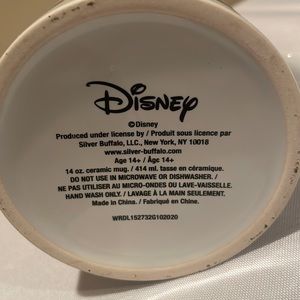 Disney
©Disney
Produced under license by / Produit sous licence par
Silver Buffalo, LLC., New York, NY 10018
www.silver-buffalo.com
Age 14+ / Âge 14+
14 oz. ceramic mug. / 414 ml. tasse en céramique.
DO NOT USE IN MICROWAVE OR DISHWASHER. /
NE PAS UTILISER AU MICRO-ONDES OU LAVE-VAISSELLE.
HAND WASH ONLY. / LAVAGE À LA MAIN SEULEMENT.
Made in China. / Fabriqué en Chine.
WRDL152732G102020